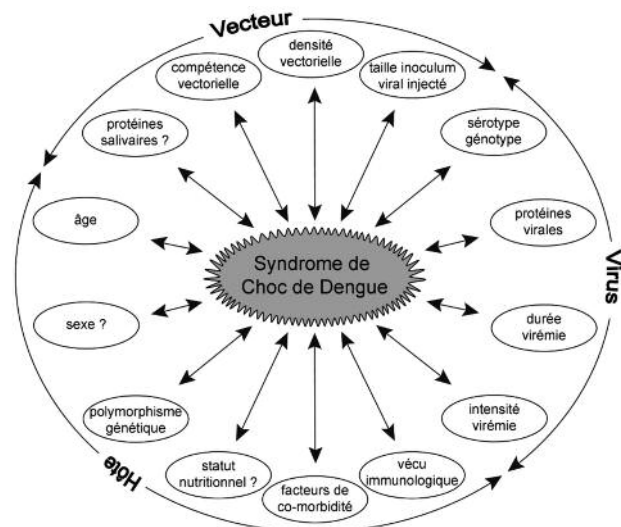 Vecteur
densité
vectorielle
compétence
vectorielle
taille inoculum
viral injecté
protéines
salivaires ?
sérotype
génotype
âge
protéines
virales
Syndrome de
Choc de Dengue
Virus
sexe ?
durée
virémie
polymorphisme
génétique
intensité
virémie
Hôte
statut
nutritionnel ?
vécu
immunologique
facteurs de
co-morbidité